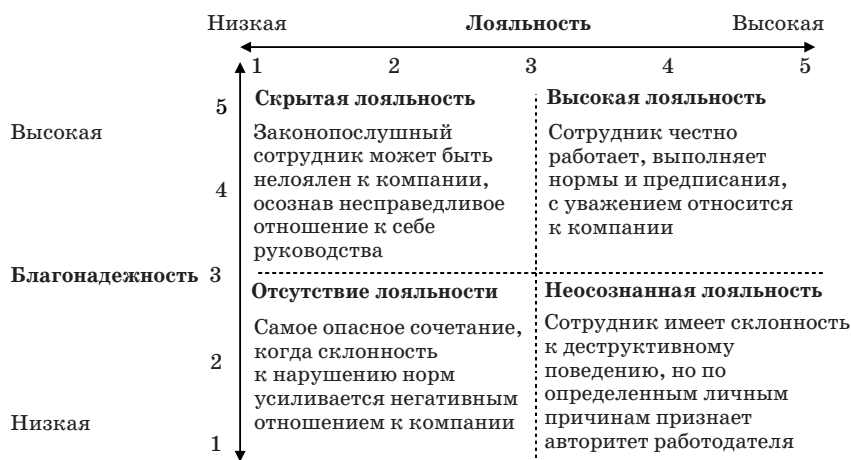 Низкая Лояльность Высокая
1 2 3 4 5
5
Высокая
4
Благонадежность 3
2
Низкая
1
Скрытая лояльность
Законопослушный
сотрудник может быть
нелоялен к компании,
осознав несправедливое
отношение к себе
руководства
Высокая лояльность
Сотрудник честно
работает, выполняет
нормы и предписания,
с уважением относится
к компании
Отсутствие лояльности
Самое опасное сочетание,
когда склонность
к нарушению норм
усиливается негативным
отношением к компании
Неосознанная лояльность
Сотрудник имеет склонность
к деструктивному
поведению, но по
определенным личным
причинам признает
авторитет работодателя